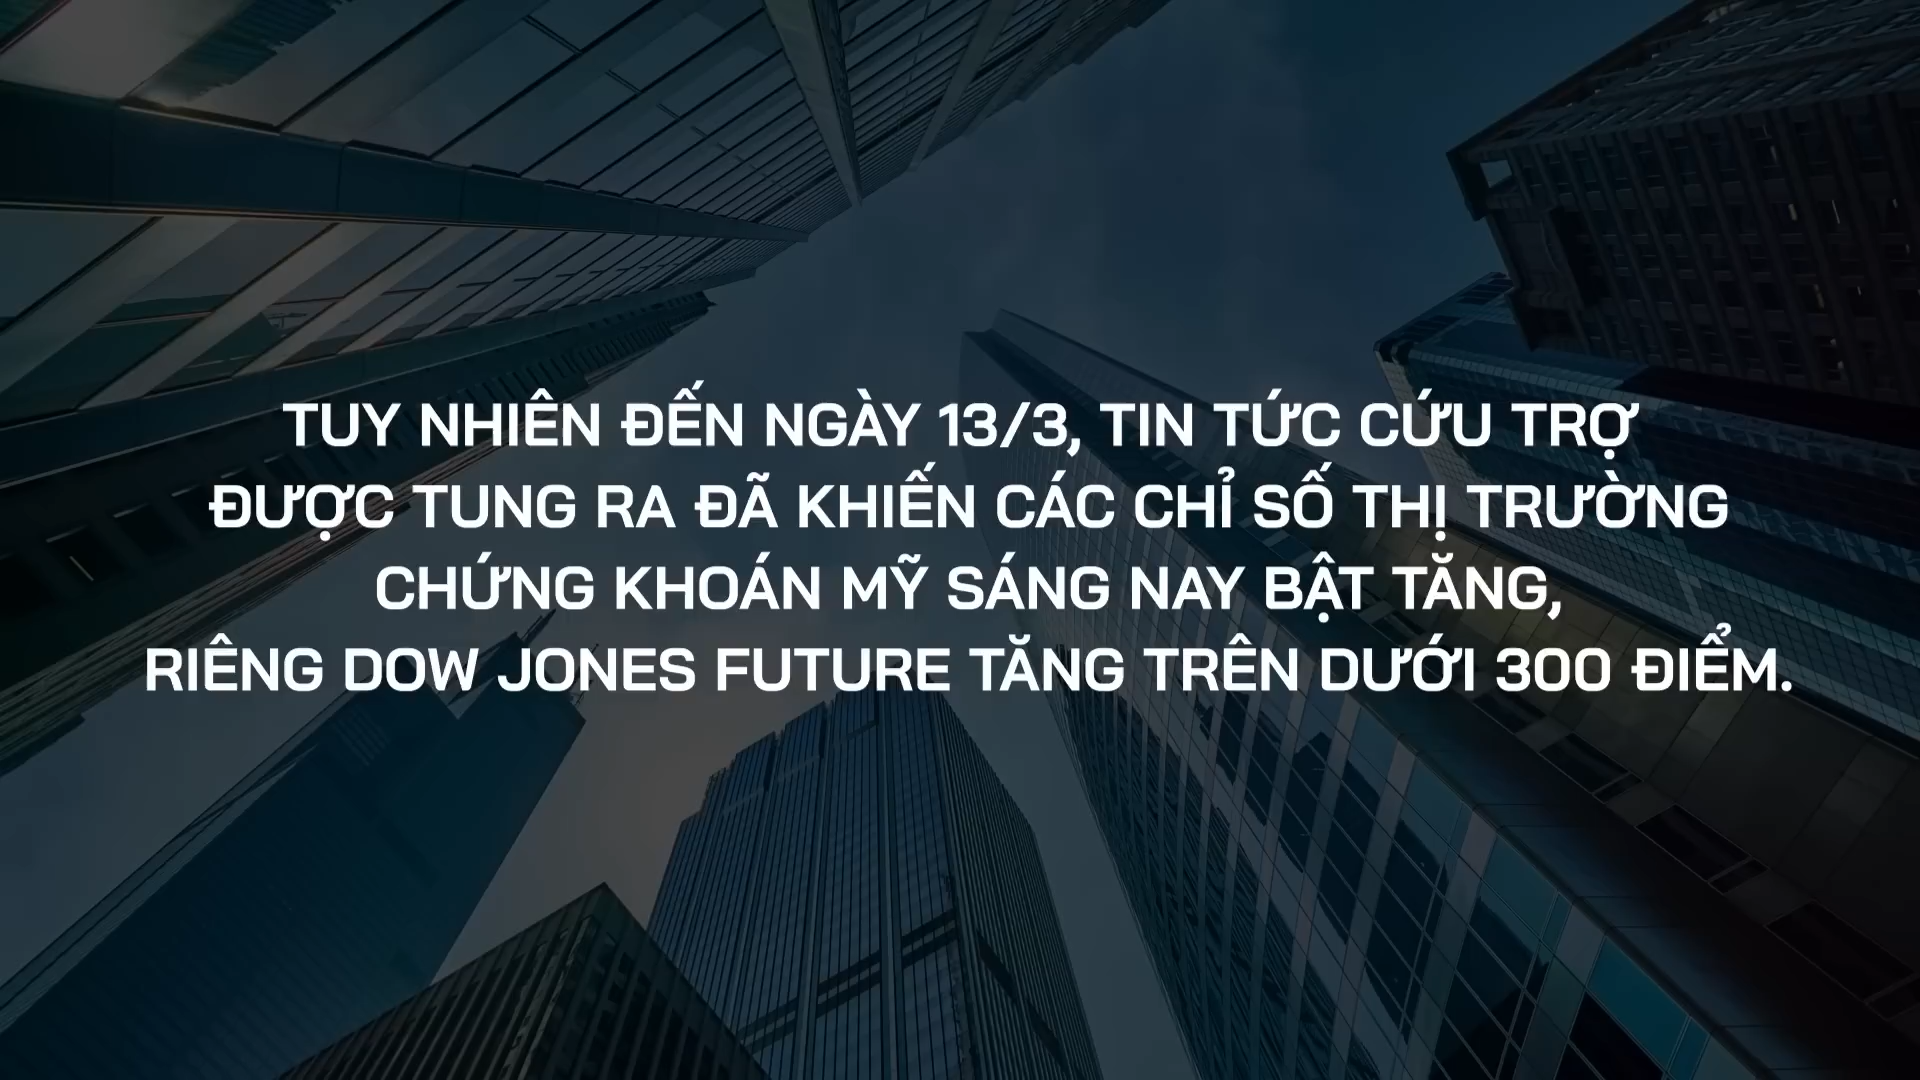 TUY NHIÊN ĐẾN NGÀY 13/3, TIN TỨC CỨU TRỢ
ĐƯỢC TUNG RA ĐÃ KHIẾN CÁC CHỈ SỐ THỊ TRƯỜNG
CHỨNG KHOÁN MỸ SÁNG NAY BẬT TĂNG,
RIÊNG DOW JONES FUTURE TĂNG TRÊN DƯỚI 300 ĐIỂM.